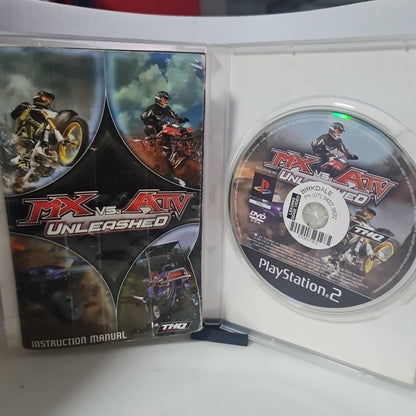 MX vs. ATV
UNLEASHED
INSTRUCTION MANUAL
THQ
MX vs. ATV
UNLEASHED
BIRKDALE
DVD
THQ
PlayStation 2